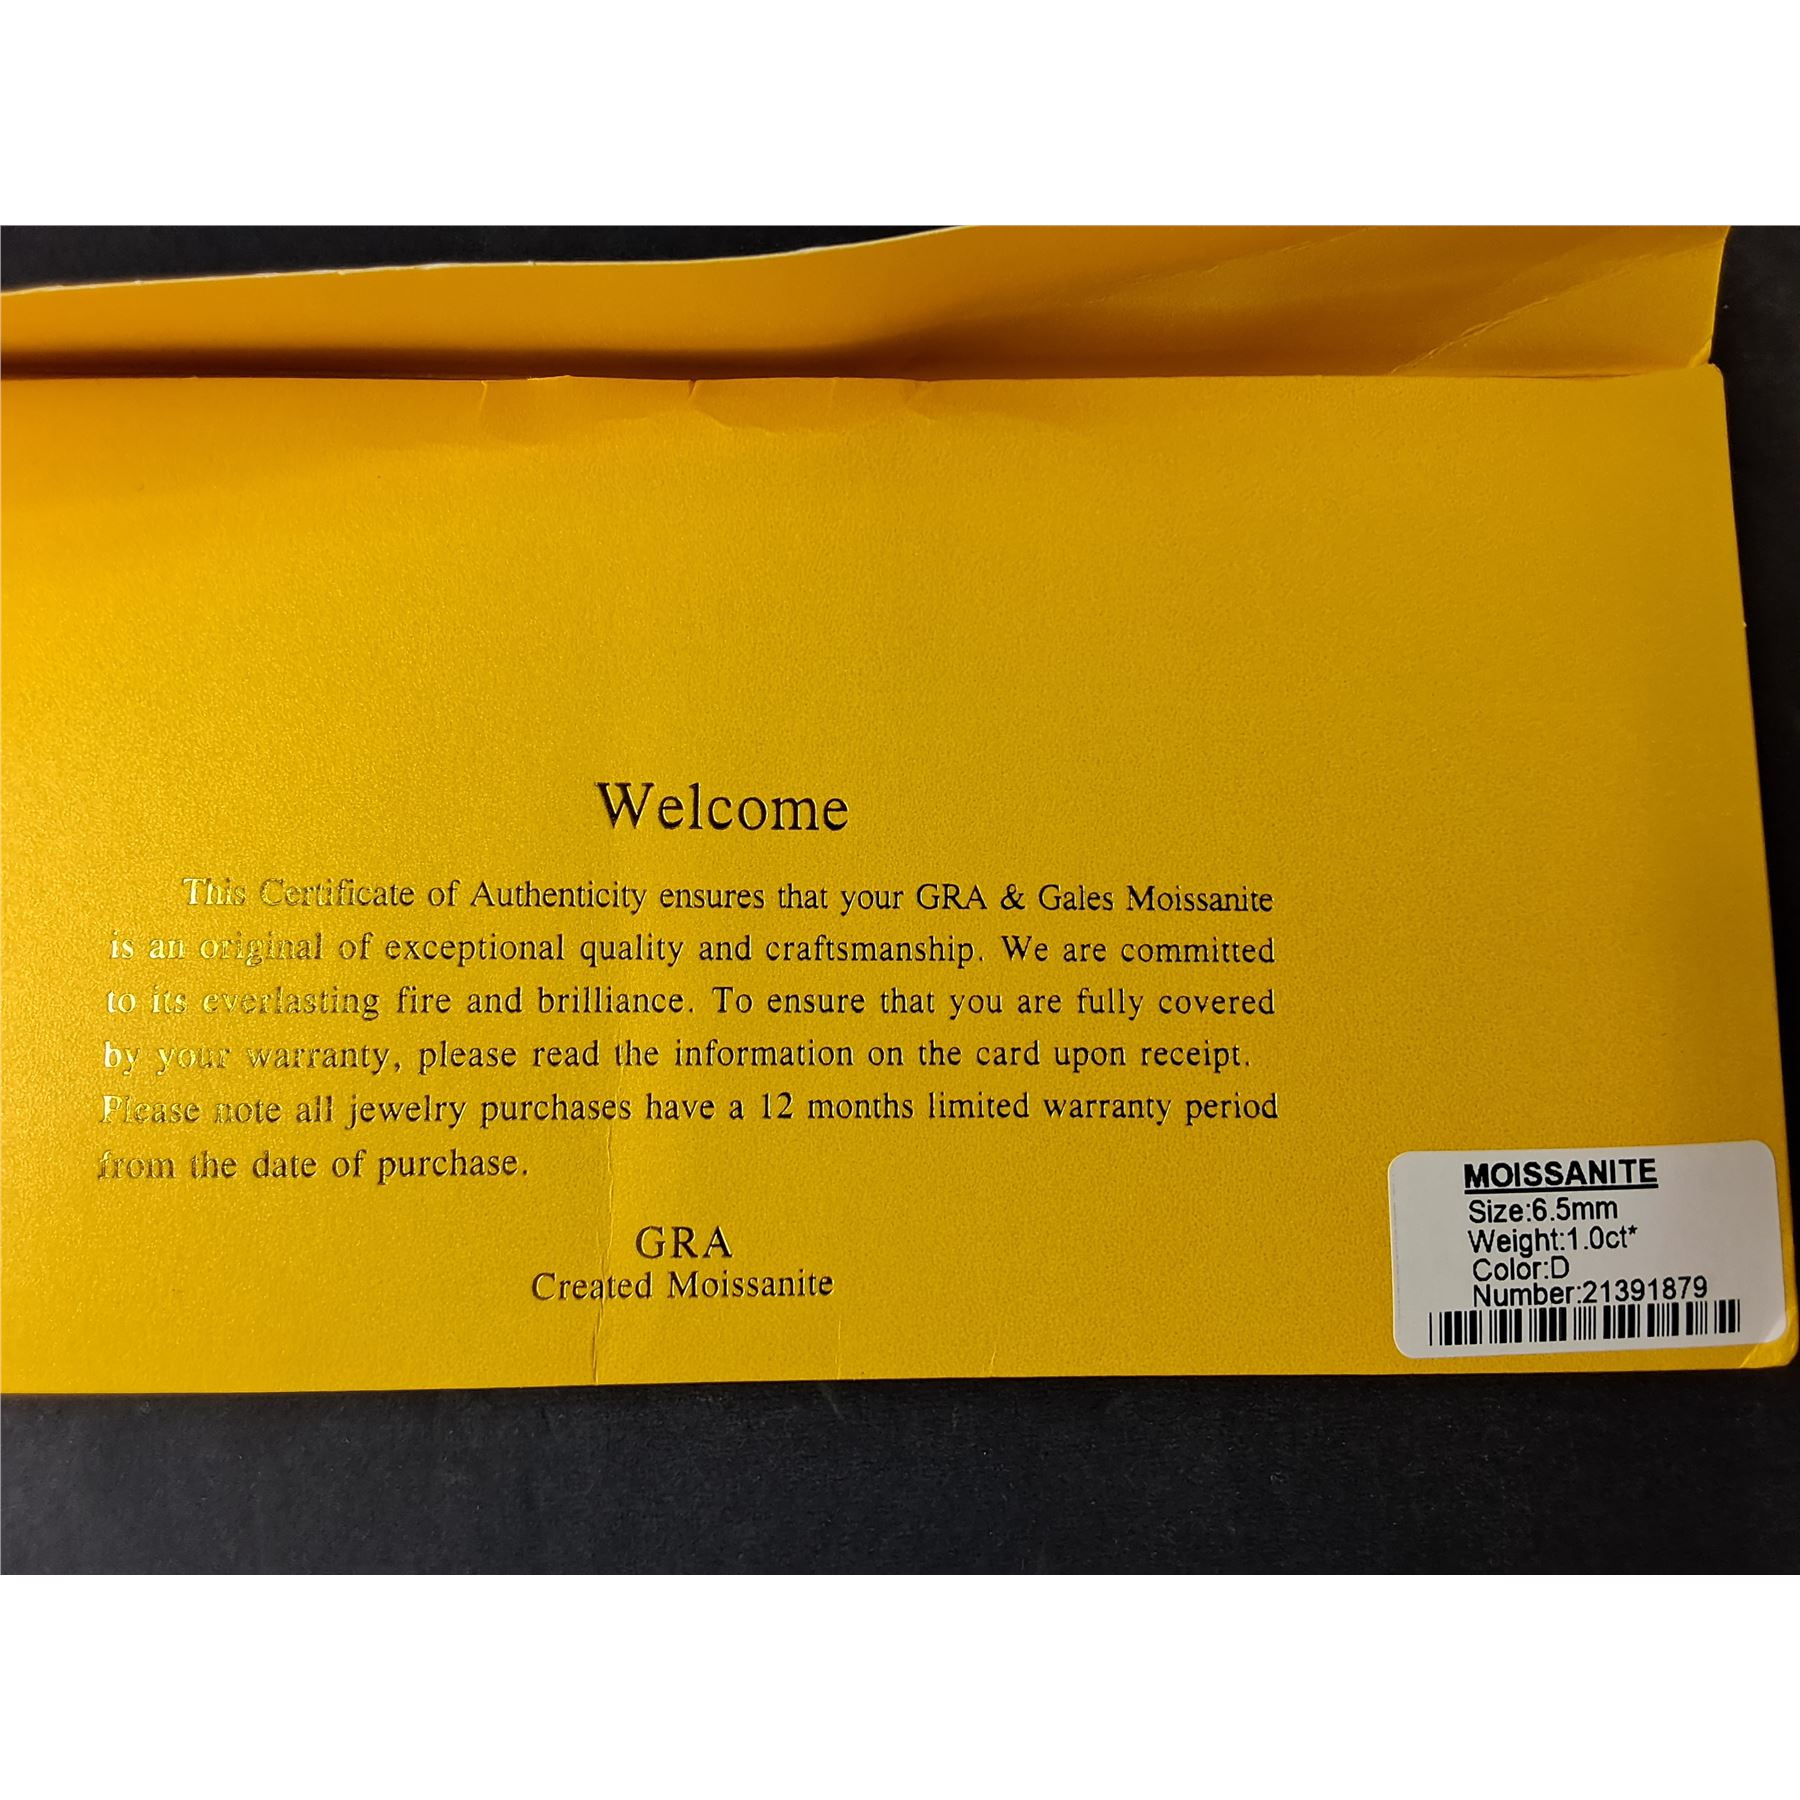 Welcome
This Certificate of Authenticity ensures that your GRA & Gales Moissanite
is an original of exceptional quality and craftsmanship. We are committed
to its everlasting fire and brilliance. To ensure that you are fully covered
by your warranty, please read the information on the card upon receipt.
Please note all jewelry purchases have a 12 months limited warranty period
from the date of purchase.
GRA
Created Moissanite
MOISSANITE
Size:6.5mm
Weight:1.0ct*
Color:D
Number:21391879